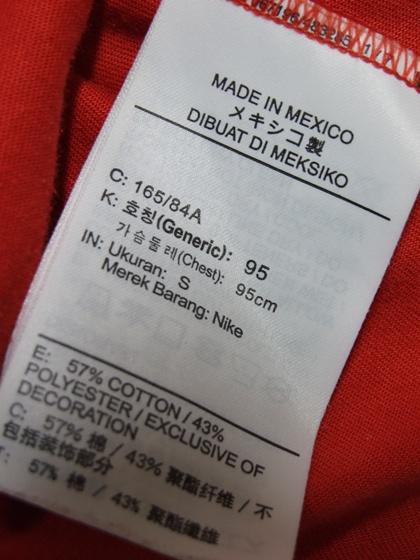 MADE IN MEXICO
メキシコ製
DIBUAT DI MEKSIKO
C: 165/84A
K: 호칭(Generic): 95
가슴둘레(Chest): 95cm
IN: Ukuran: S
Merek Barang: Nike
E: 57% COTTON / 43%
POLYESTER / EXCLUSIVE OF
DECORATION
C: 57% 棉 / 43% 聚酯纤维 / 不
包括装饰部分
T: 57% 棉 / 43% 聚酯纖維